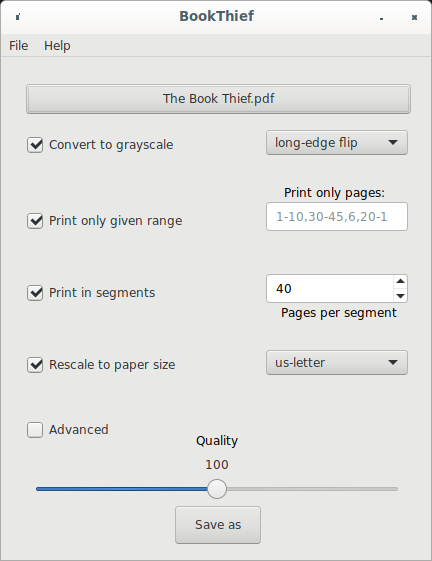 BookThief
File Help
The Book Thief.pdf
Convert to grayscale
long-edge flip
Print only pages:
Print only given range
1-10,30-45,6,20-1
Print in segments
40
Pages per segment
Rescale to paper size
us-letter
Advanced
Quality
100
Save as